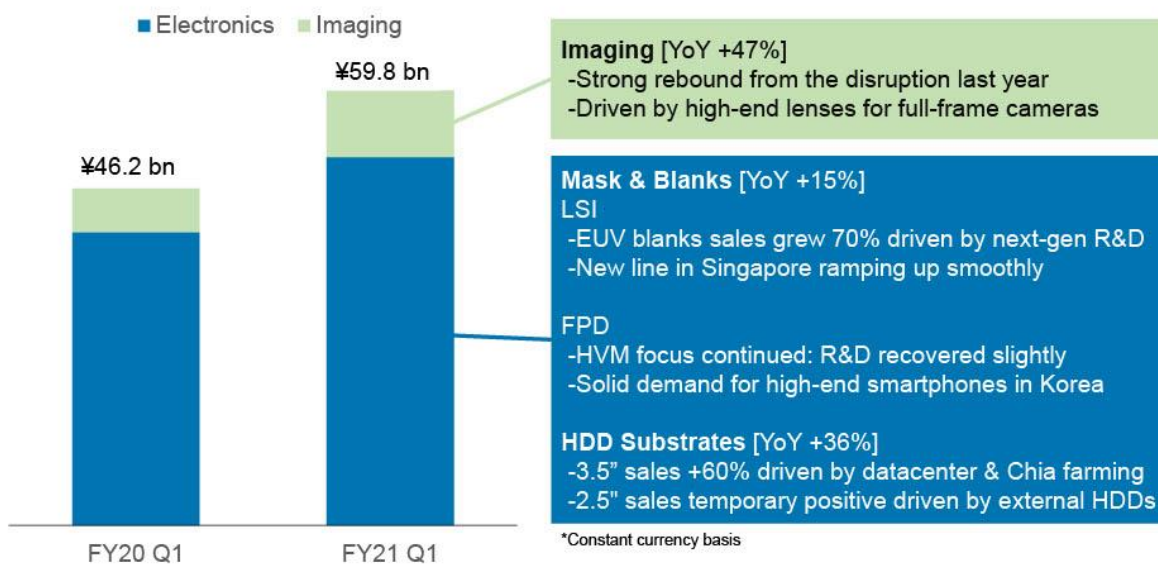 Electronics Imaging
¥46.2 bn
¥59.8 bn
FY20 Q1
FY21 Q1
Imaging [YoY +47%]
-Strong rebound from the disruption last year
-Driven by high-end lenses for full-frame cameras
Mask & Blanks [YoY +15%]
LSI
-EUV blanks sales grew 70% driven by next-gen R&D
-New line in Singapore ramping up smoothly
FPD
-HVM focus continued: R&D recovered slightly
-Solid demand for high-end smartphones in Korea
HDD Substrates [YoY +36%]
-3.5” sales +60% driven by datacenter & Chia farming
-2.5" sales temporary positive driven by external HDDs
*Constant currency basis